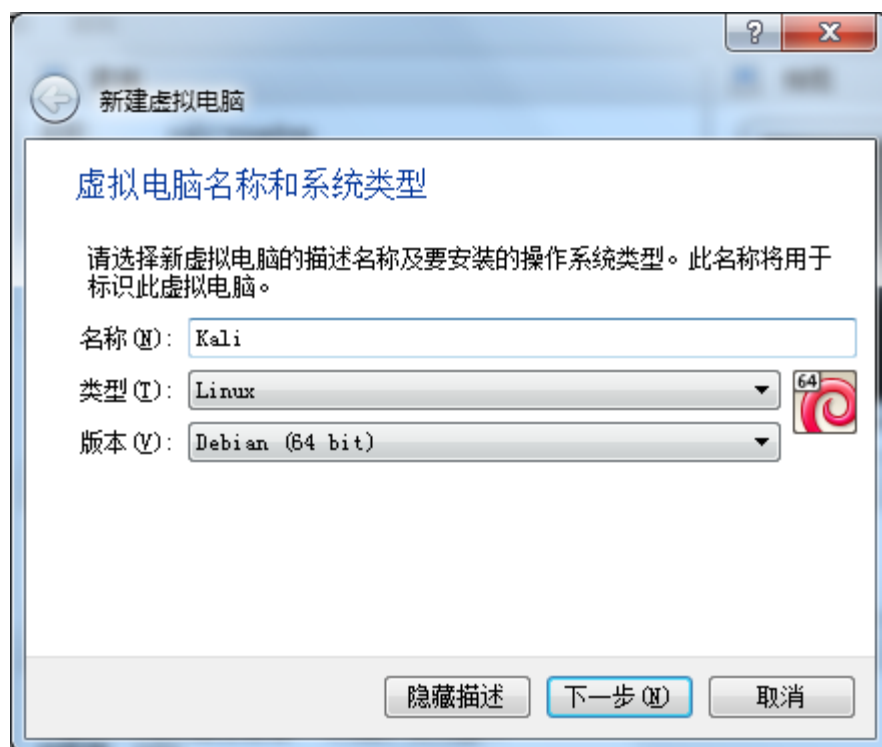 新建虚拟电脑
虚拟电脑名称和系统类型
请选择新虚拟电脑的描述名称及要安装的操作系统类型。此名称将用于
标识此虚拟电脑。
名称(N): Kali
类型(T): Linux
64
版本(V): Debian (64 bit)
隐藏描述 下一步(N) 取消